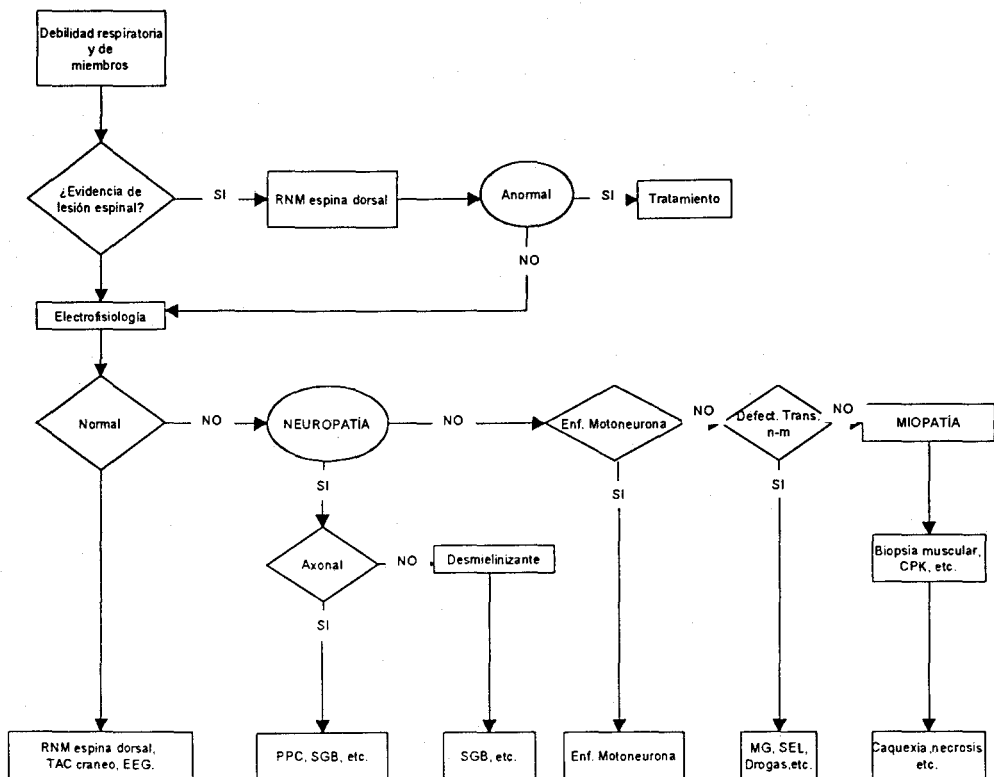 Debilidad respiratoria
y de
miembros
¿Evidencia de
lesión espinal?
SI
RNM espina dorsal
Anormal
SI
Tratamiento
NO
Electrofisiología
Normal
NO
NEUROPATÍA
NO
Enf. Motoneurona
NO
Defect. Trans.
n-m
NO
MIOPATÍA
SI
SI
SI
Axonal
NO
Desmielinizante
Biopsia muscular,
CPK, etc.
SI
RNM espina dorsal,
TAC craneo, EEG.
PPC, SGB, etc.
SGB, etc.
Enf. Motoneurona
MG, SEL,
Drogas,etc.
Caquexia,necrosis
etc.